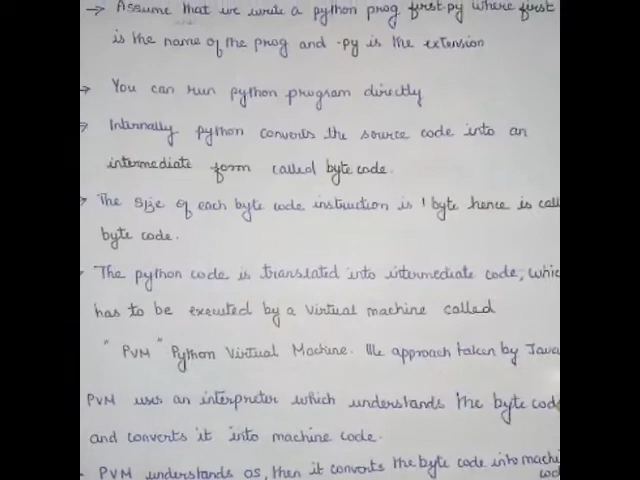 → Assume that we write a python prog first.py where first
is the name of the prog and .py is the extension
→ You can run python program directly
→ Internally python converts the source code into an
intermediate form called byte code.
→ The size of each byte code instruction is 1 byte hence is call
byte code.
The python code is translated into intermediate code, whic
has to be executed by a virtual machine called
"PVM" Python Virtual Machine. approach taken by Java
PVM uses an interpreter which understands the byte cod
and converts it into machine code.
PVM understands os, then it converts the byte code into machi
cod